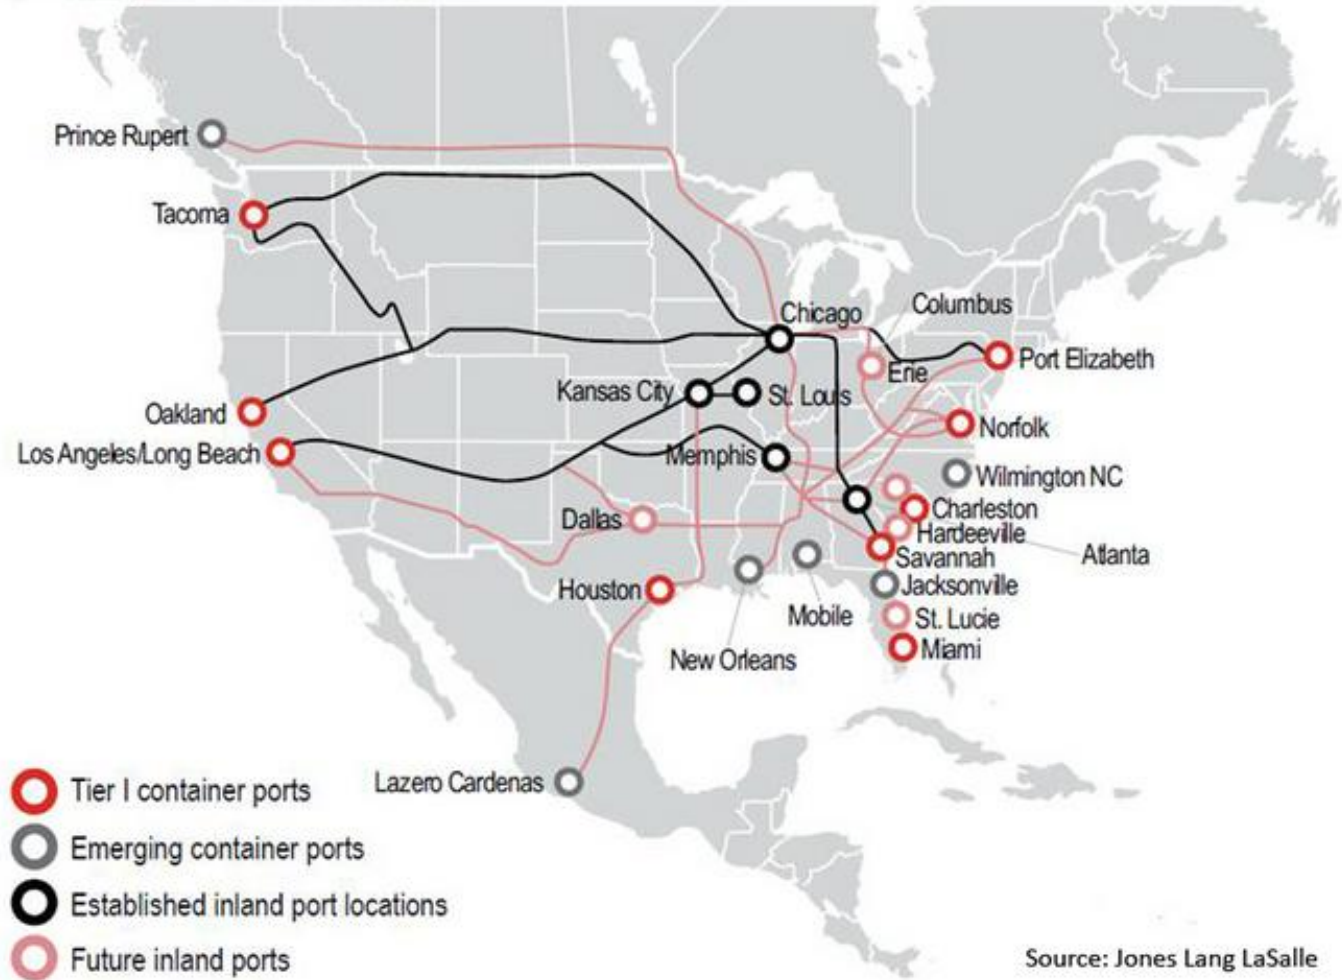 Prince Rupert
Tacoma
Chicago
Columbus
Port Elizabeth
Erie
Kansas City
St. Louis
Oakland
Norfolk
Los Angeles/Long Beach
Memphis
Wilmington NC
Charleston
Dallas
Hardeeville
Atlanta
Savannah
Houston
Jacksonville
Mobile
St. Lucie
Miami
New Orleans
Lazero Cardenas
Tier I container ports
Emerging container ports
Established inland port locations
Future inland ports
Source: Jones Lang LaSalle